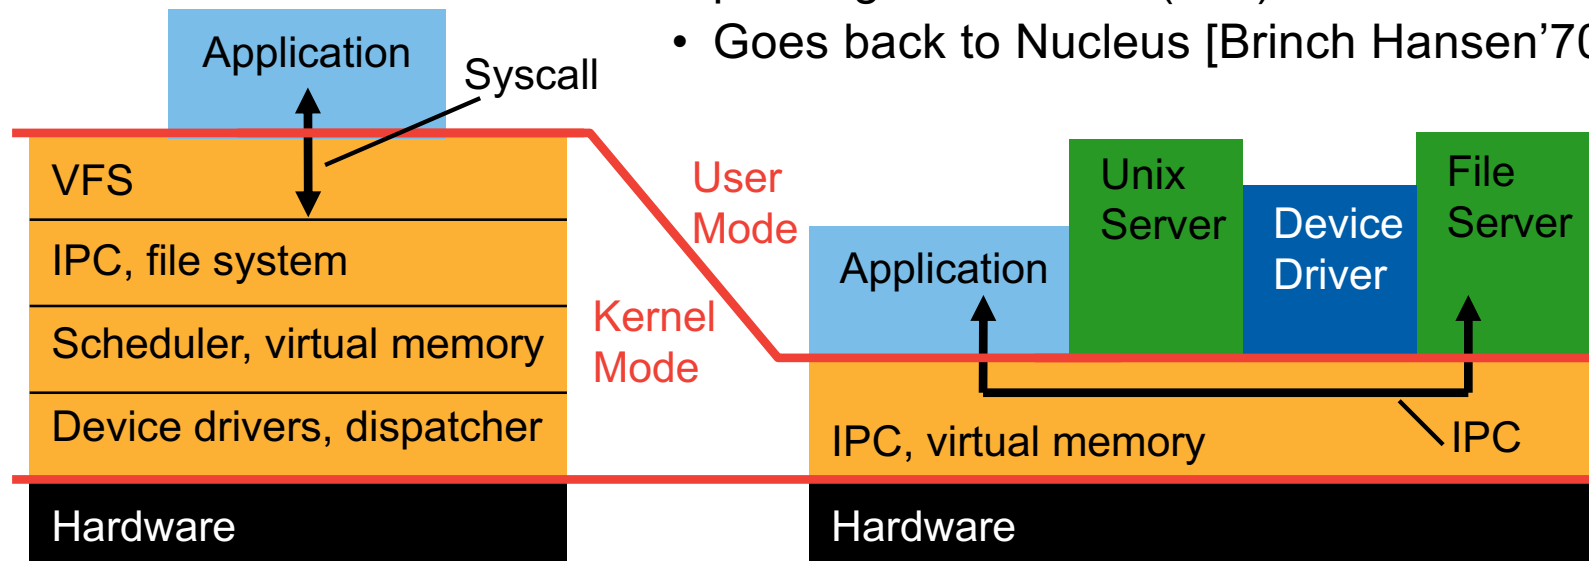 • Goes back to Nucleus [Brinch Hansen'70
Application
Syscall
VFS
IPC, file system
Scheduler, virtual memory
Device drivers, dispatcher
Hardware
User
Mode
Kernel
Mode
Application
Unix
Server
Device
Driver
File
Server
IPC, virtual memory
IPC
Hardware